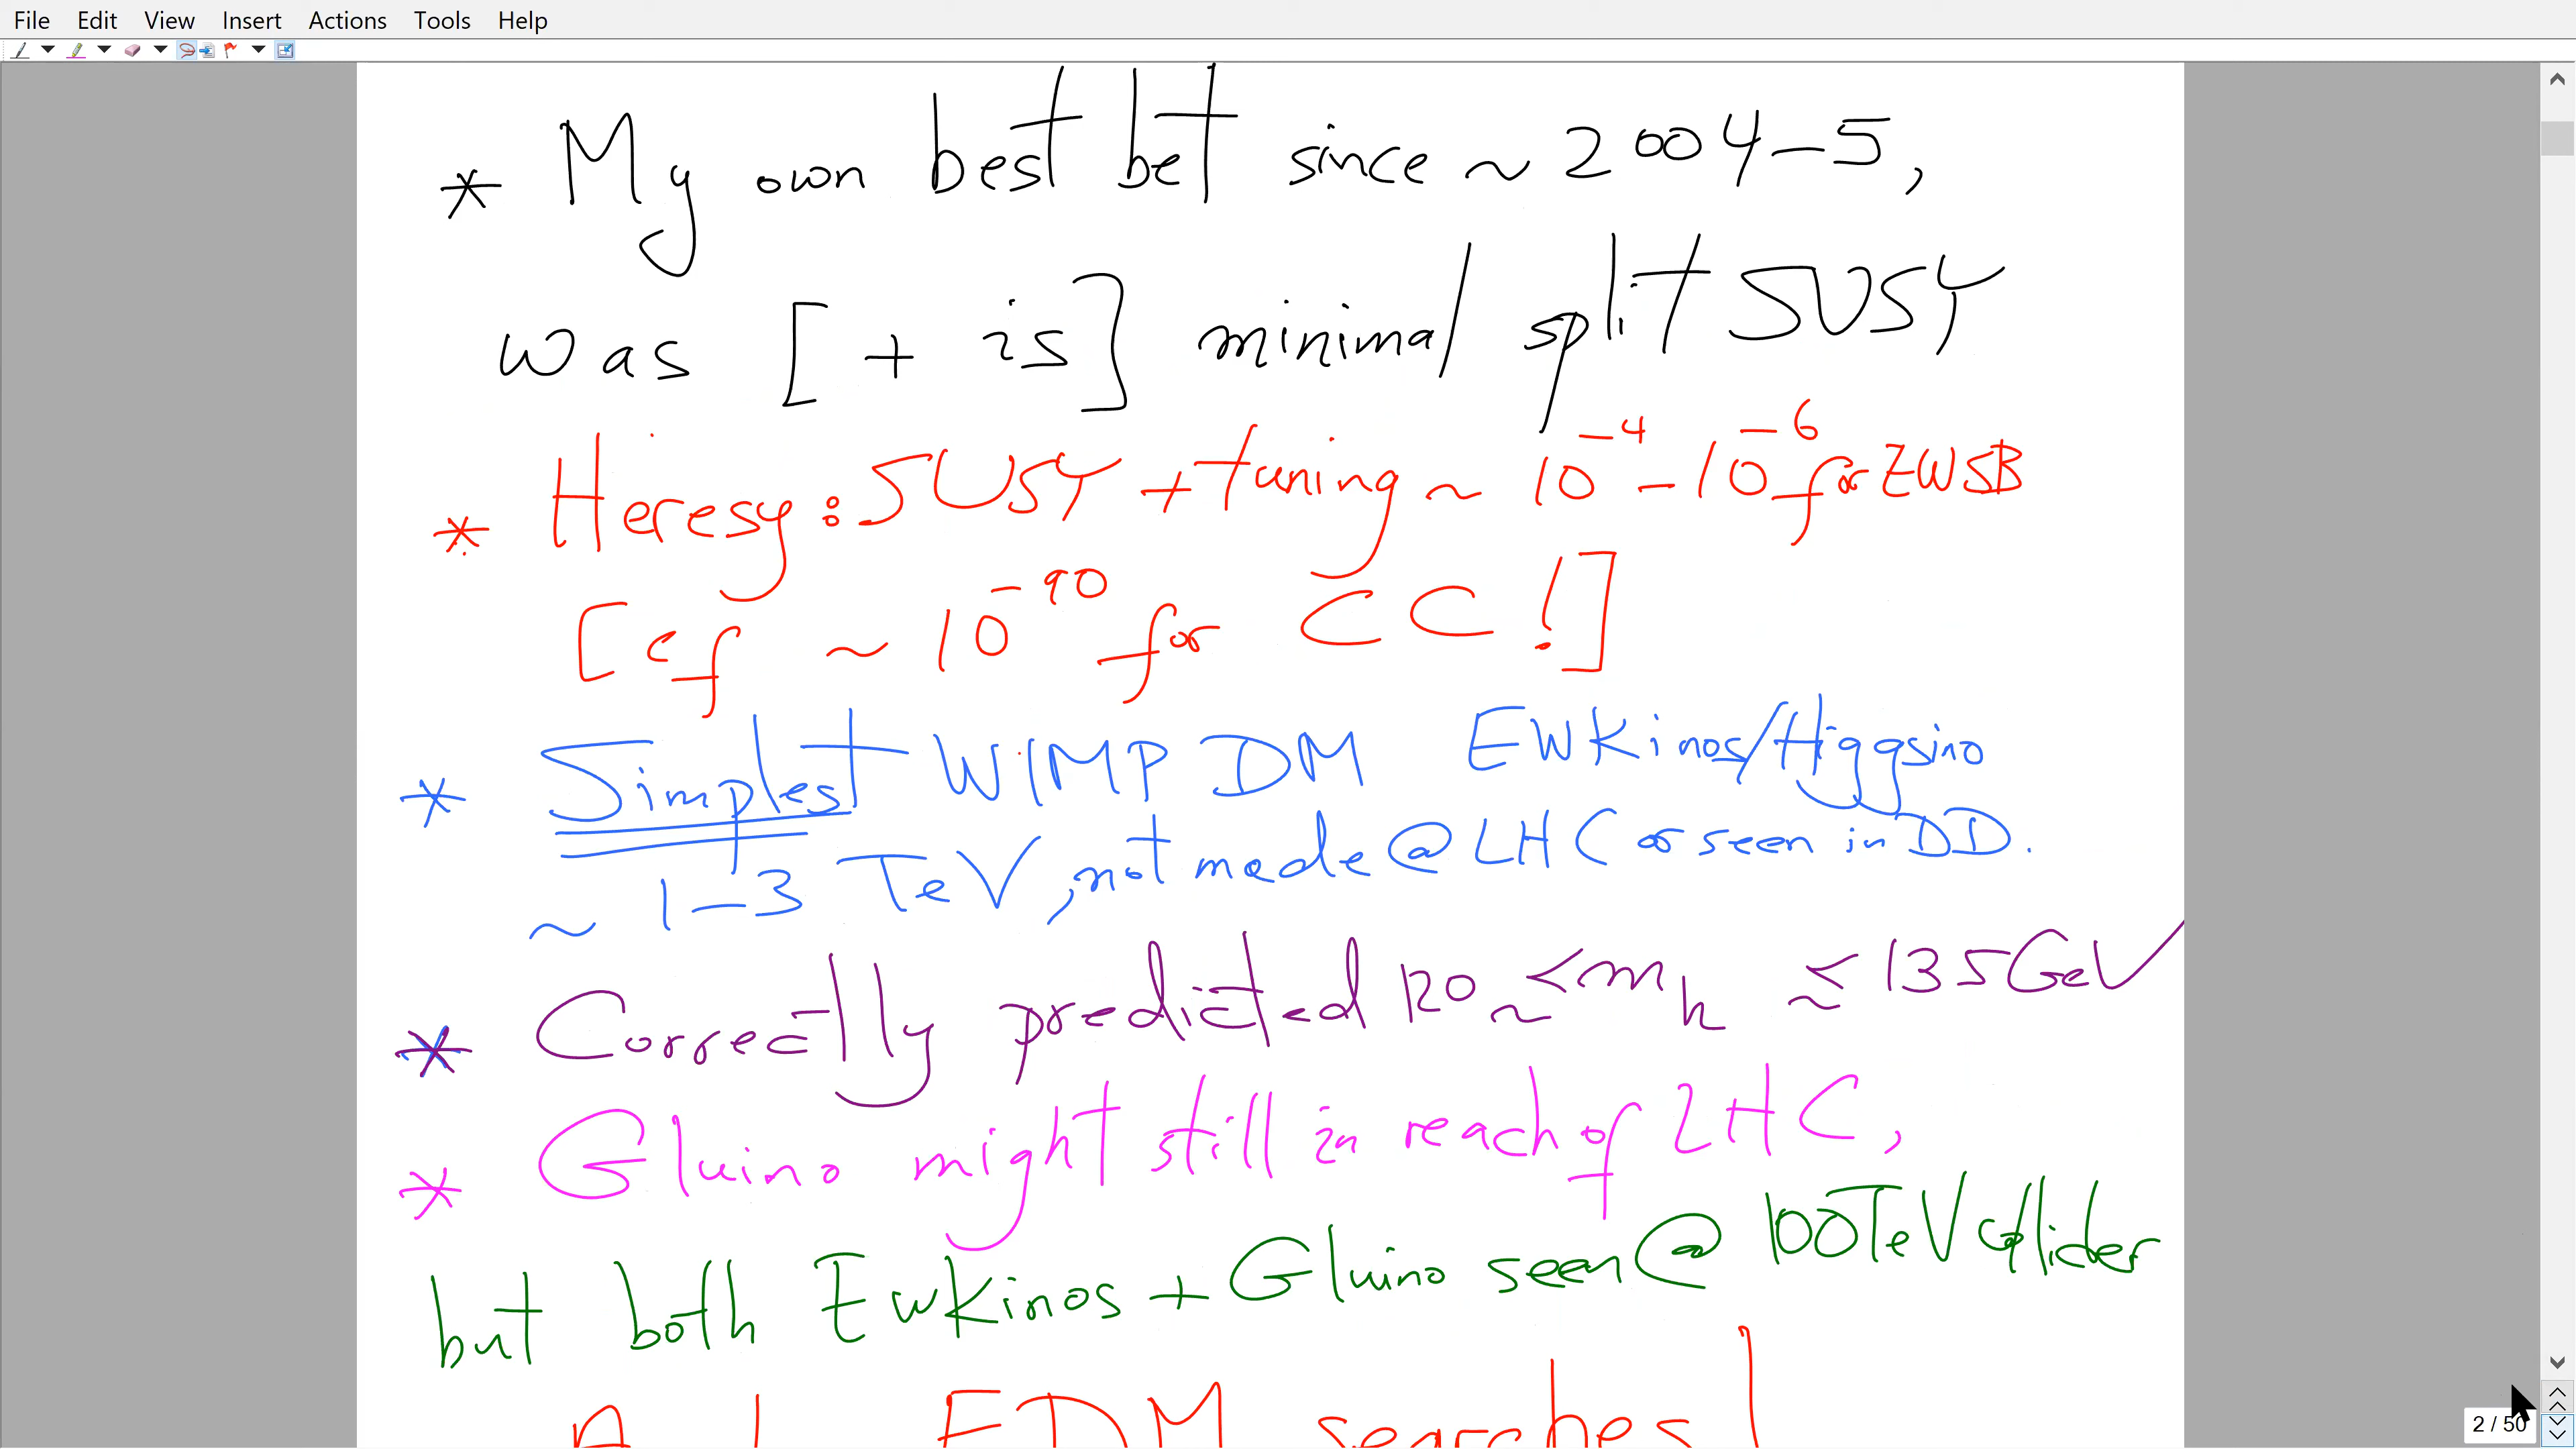 File Edit View Insert Actions Tools Help
* My own best bet since ~ 2004-5,
was [+ is] minimal split SUSY
* Heresy: SUSY + tuning ~ 10^-4 - 10^-6 for EWSB
[cf ~ 10^-90 for CC!]
* Simplest WIMP DM EWKinos/Higgsino
~ 1-3 TeV, not made @ LHC or seen in DD.
* Correctly predicted 120 ≲ m_h ≲ 135 GeV
* Gluino might still in reach of LHC,
but both EwKinos + Gluino seen @ 100 TeV collider
EDM searches!
2 / 50